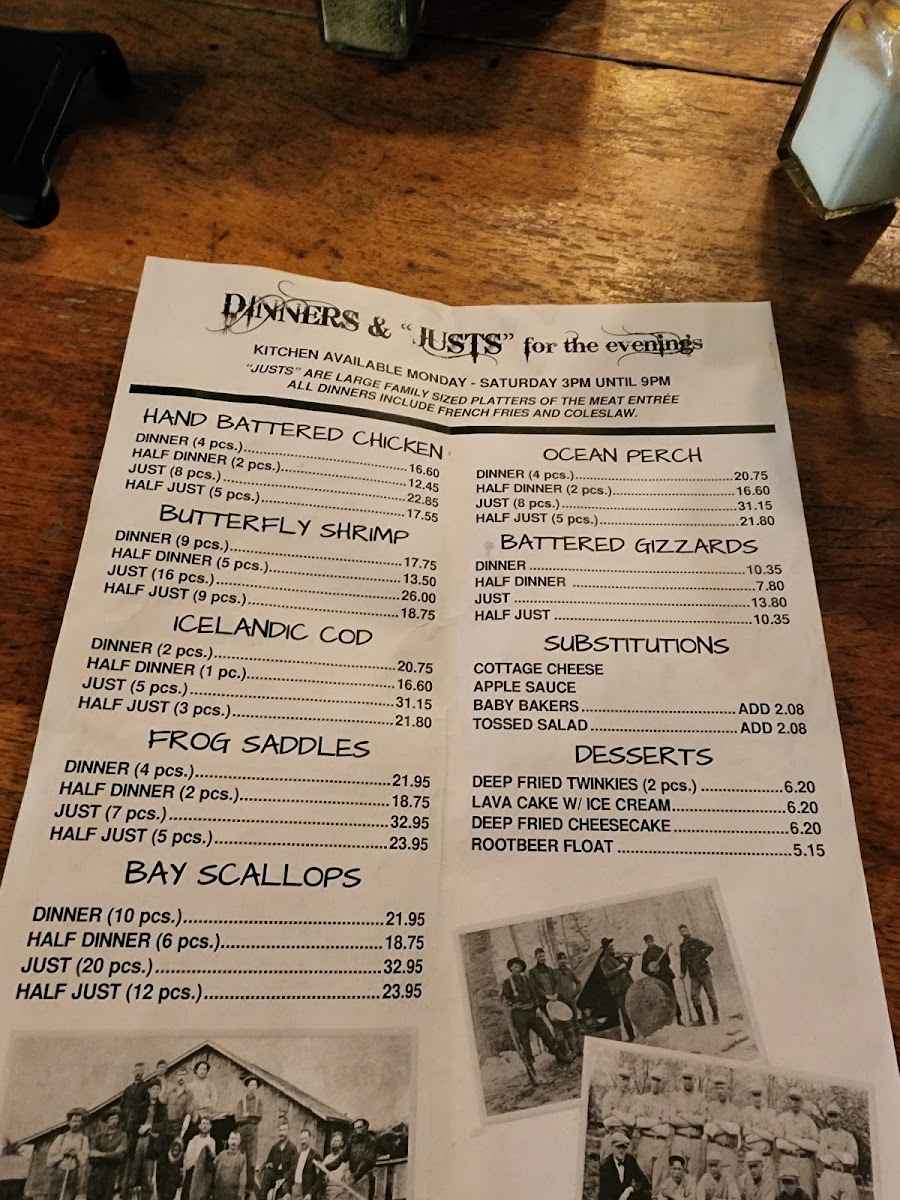 DINNERS & "JUSTS" for the evenings
KITCHEN AVAILABLE MONDAY - SATURDAY 3PM UNTIL 9PM
"JUSTS" ARE LARGE FAMILY SIZED PLATTERS OF THE MEAT ENTRÉE
ALL DINNERS INCLUDE FRENCH FRIES AND COLESLAW.
HAND BATTERED CHICKEN
DINNER (4 pcs.)........16.60
HALF DINNER (2 pcs.)........12.45
JUST (8 pcs.)........22.85
HALF JUST (5 pcs.)........17.55
BUTTERFLY SHRIMP
DINNER (9 pcs.)........17.75
HALF DINNER (5 pcs.)........13.50
JUST (16 pcs.)........26.00
HALF JUST (9 pcs.)........18.75
ICELANDIC COD
DINNER (2 pcs.)........20.75
HALF DINNER (1 pc.)........16.60
JUST (5 pcs.)........31.15
HALF JUST (3 pcs.)........21.80
FROG SADDLES
DINNER (4 pcs.)........21.95
HALF DINNER (2 pcs.)........18.75
JUST (7 pcs.)........32.95
HALF JUST (5 pcs.)........23.95
BAY SCALLOPS
DINNER (10 pcs.)........21.95
HALF DINNER (6 pcs.)........18.75
JUST (20 pcs.)........32.95
HALF JUST (12 pcs.)........23.95
OCEAN PERCH
DINNER (4 pcs.)........20.75
HALF DINNER (2 pcs.)........16.60
JUST (8 pcs.)........31.15
HALF JUST (5 pcs.)........21.80
BATTERED GIZZARDS
DINNER ........10.35
HALF DINNER ........7.80
JUST ........13.80
HALF JUST ........10.35
SUBSTITUTIONS
COTTAGE CHEESE
APPLE SAUCE
BABY BAKERS........ADD 2.08
TOSSED SALAD........ADD 2.08
DESSERTS
DEEP FRIED TWINKIES (2 pcs.) ........6.20
LAVA CAKE W/ ICE CREAM........6.20
DEEP FRIED CHEESECAKE ........6.20
ROOTBEER FLOAT ........5.15